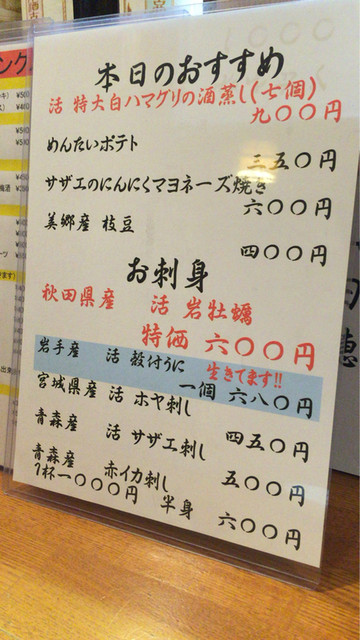 本日のおすすめ
活 特大白ハマグリの酒蒸し(七個)
九〇〇円
めんたいポテト
三五〇円
サザエのにんにくマヨネーズ焼き
六〇〇円
美郷産 枝豆
四〇〇円
お刺身
秋田県産 活 岩牡蠣
特価 六〇〇円
岩手産 活 殻付うに 生きてます!!
一個 六八〇円
宮城県産 活 ホヤ刺し
四五〇円
青森産 活 サザエ刺し
五〇〇円
青森産 赤イカ刺し
1杯一〇〇〇円 半身 六〇〇円